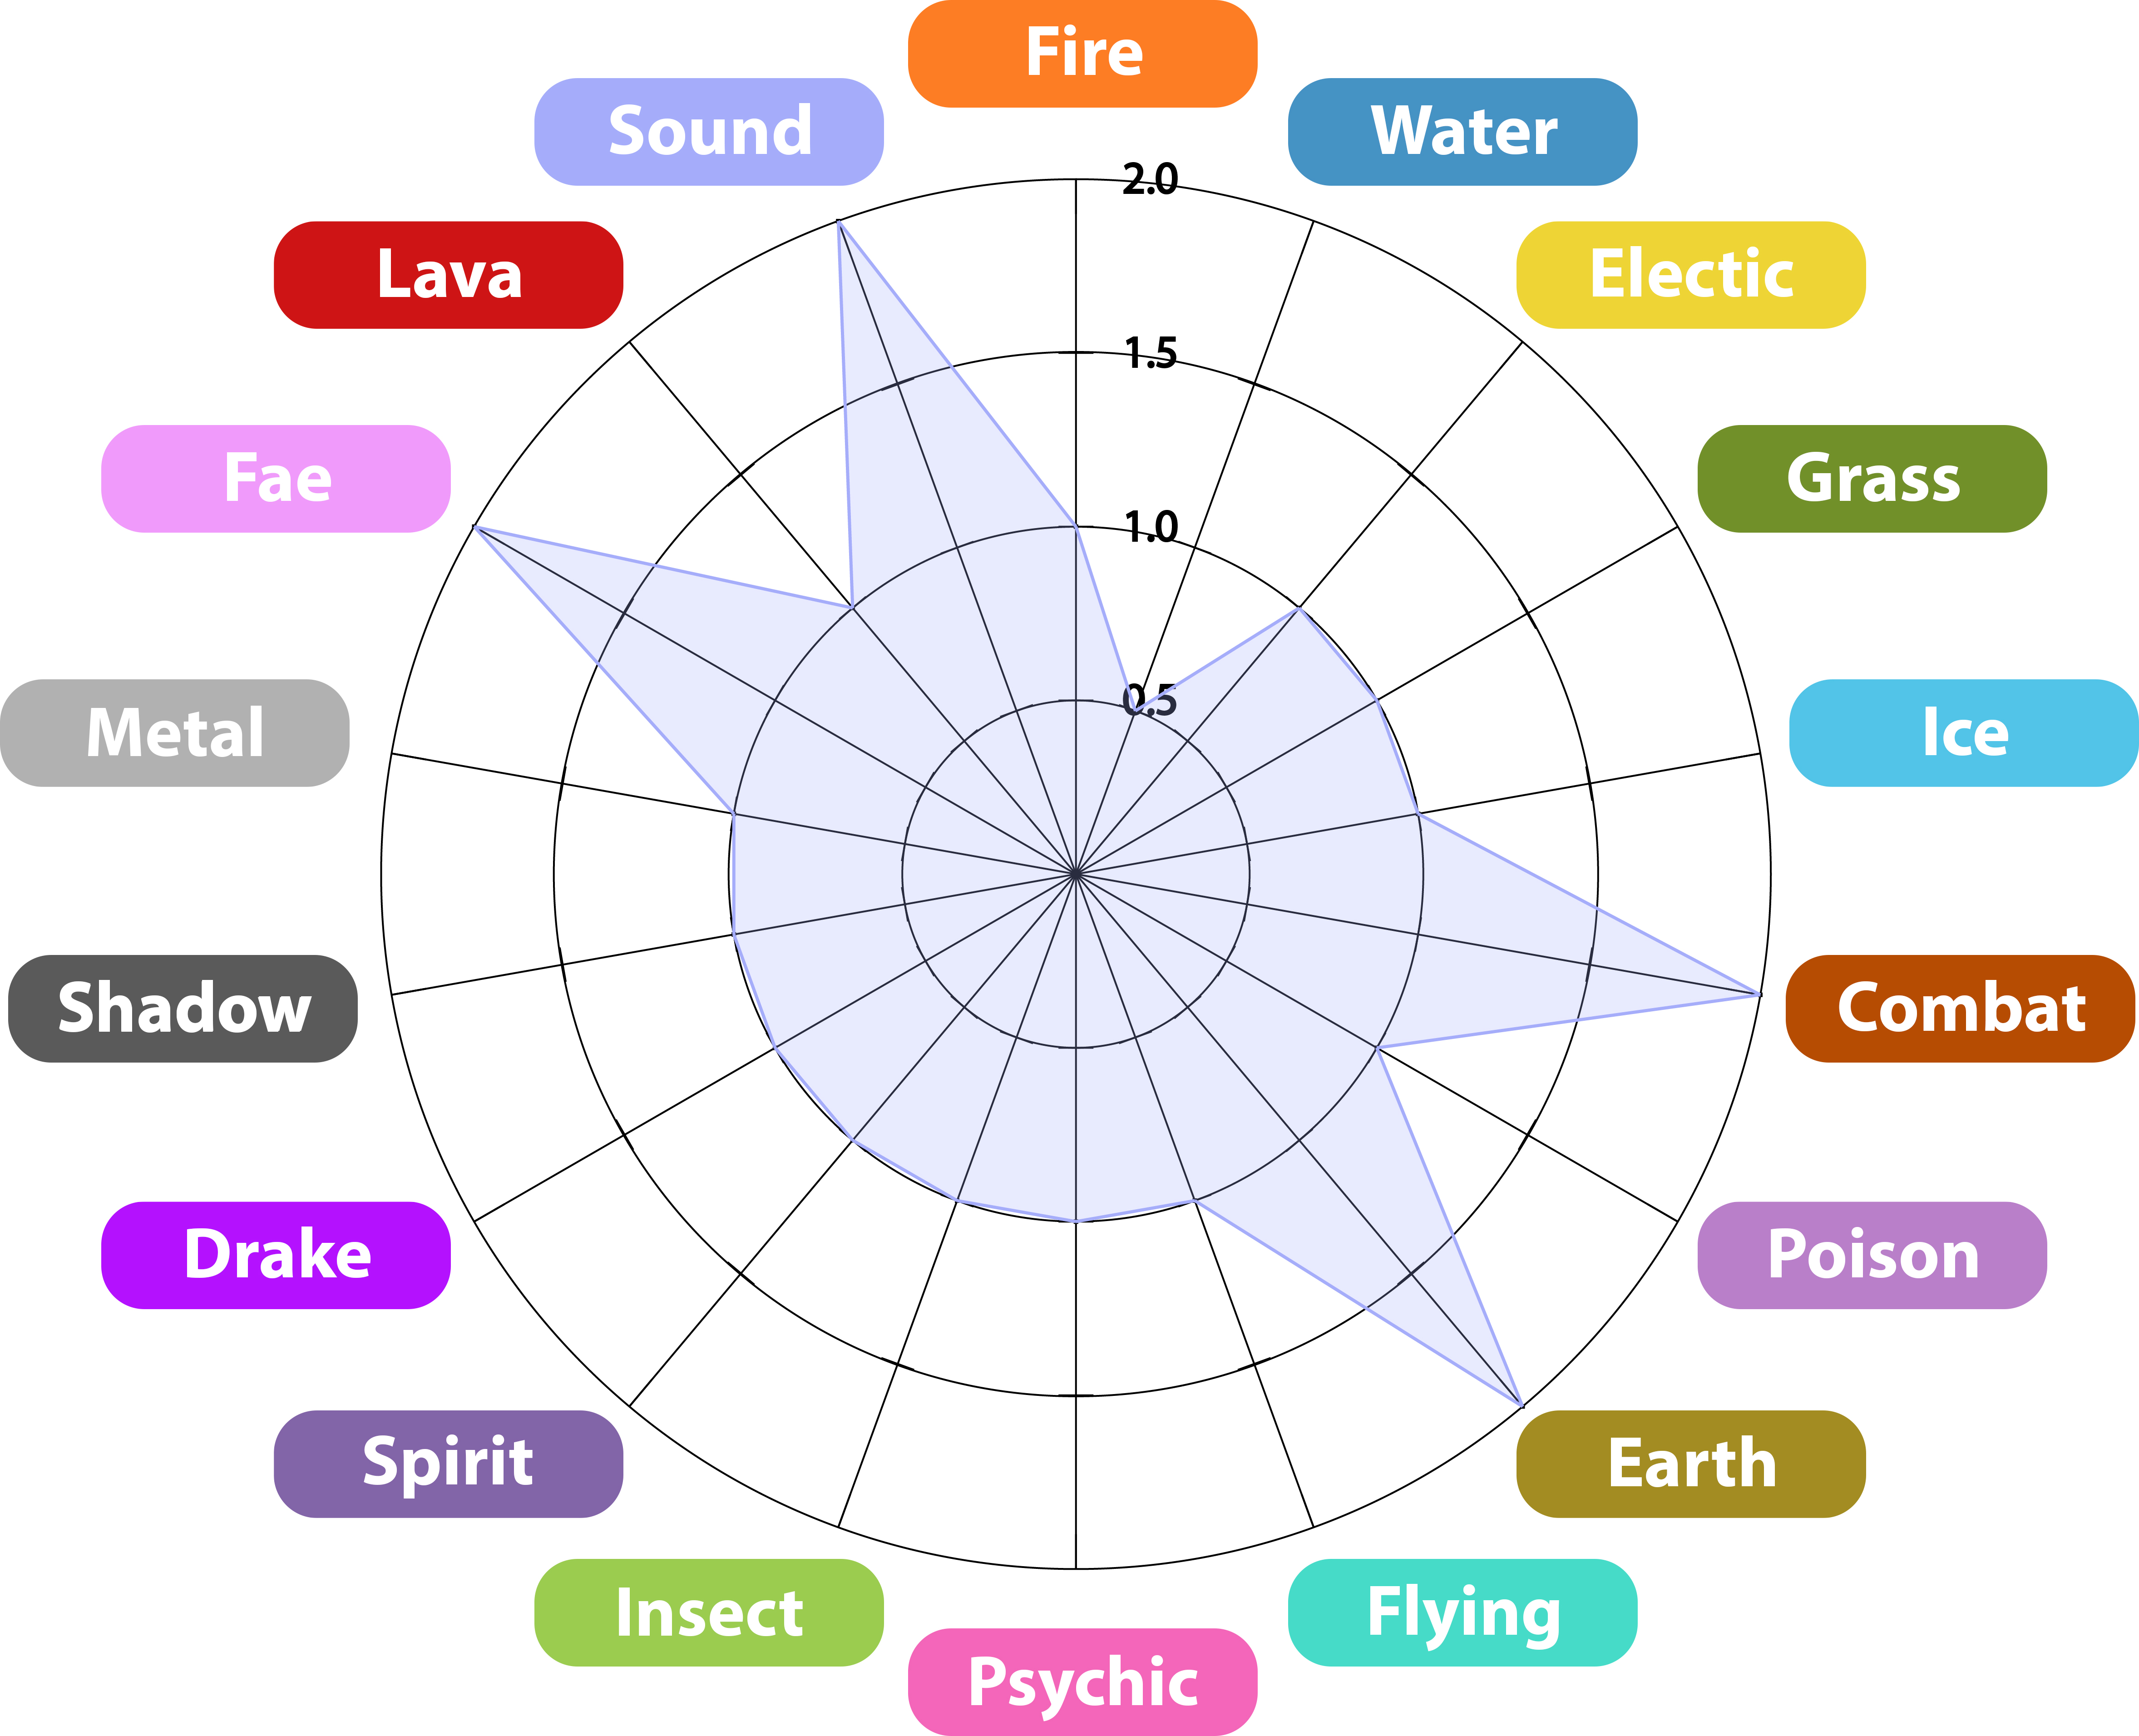 Fire
Sound
Water
2.0
Lava
Electic
1.5
Fae
Grass
1.0
0.5
Metal
Ice
Shadow
Combat
Drake
Poison
Spirit
Earth
Insect
Flying
Psychic